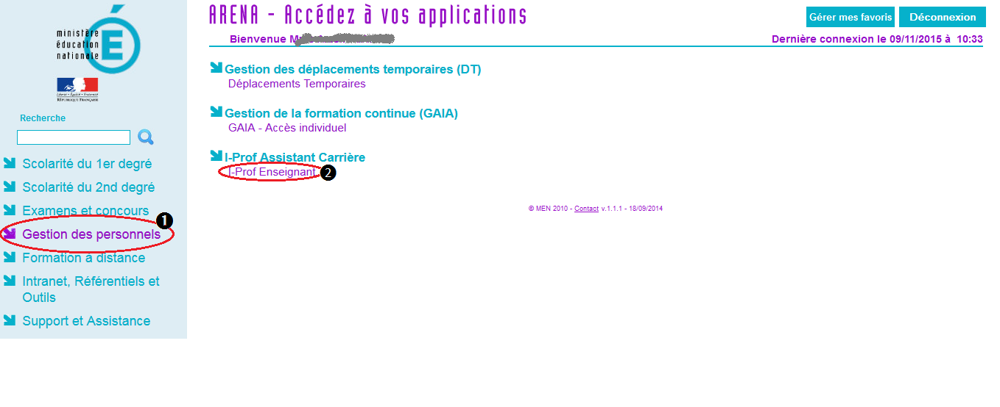 ministère
éducation
nationale
Liberté • Égalité • Fraternité
RÉPUBLIQUE FRANÇAISE
Recherche
Scolarité du 1er degré
Scolarité du 2nd degré
Examens et concours
1
Gestion des personnels
Formation à distance
Intranet, Référentiels et
Outils
Support et Assistance
ARENA - Accédez à vos applications
Gérer mes favoris
Déconnexion
Bienvenue
Dernière connexion le 09/11/2015 à 10:33
Gestion des déplacements temporaires (DT)
Déplacements Temporaires
Gestion de la formation continue (GAIA)
GAIA - Accès individuel
I-Prof Assistant Carrière
I-Prof Enseignant
2
© MEN 2010 - Contact v.1.1.1 - 18/09/2014